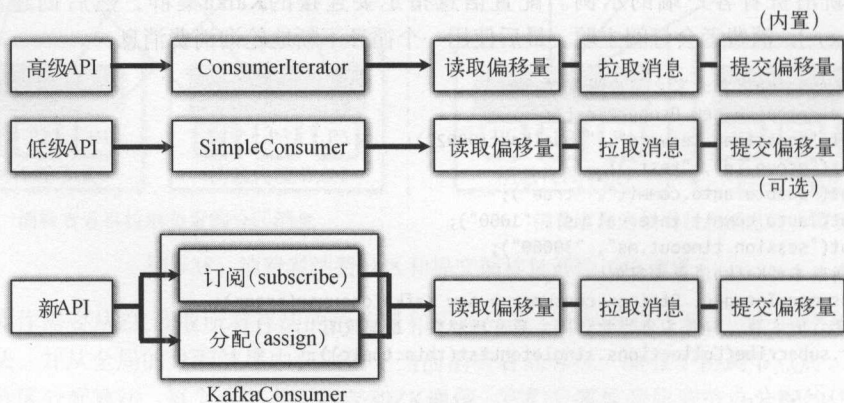 (内置)
高级API ConsumerIterator 读取偏移量 拉取消息 提交偏移量
低级API SimpleConsumer 读取偏移量 拉取消息 提交偏移量
(可选)
订阅(subscribe)
新API 读取偏移量 拉取消息 提交偏移量
分配(assign)
KafkaConsumer